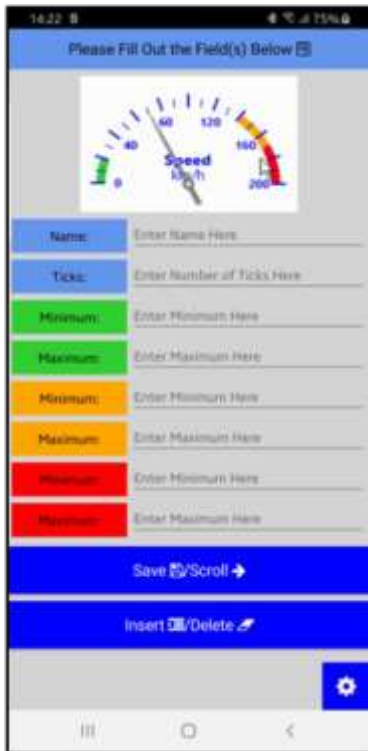 14:22
75%
Please Fill Out the Field(s) Below
0
40
60
120
160
200
Speed
km/h
Name: Enter Name Here
Ticks: Enter Number of Ticks Here
Minimum: Enter Minimum Here
Maximum: Enter Maximum Here
Minimum: Enter Minimum Here
Maximum: Enter Maximum Here
Minimum: Enter Minimum Here
Maximum: Enter Maximum Here
Save /Scroll
Insert /Delete